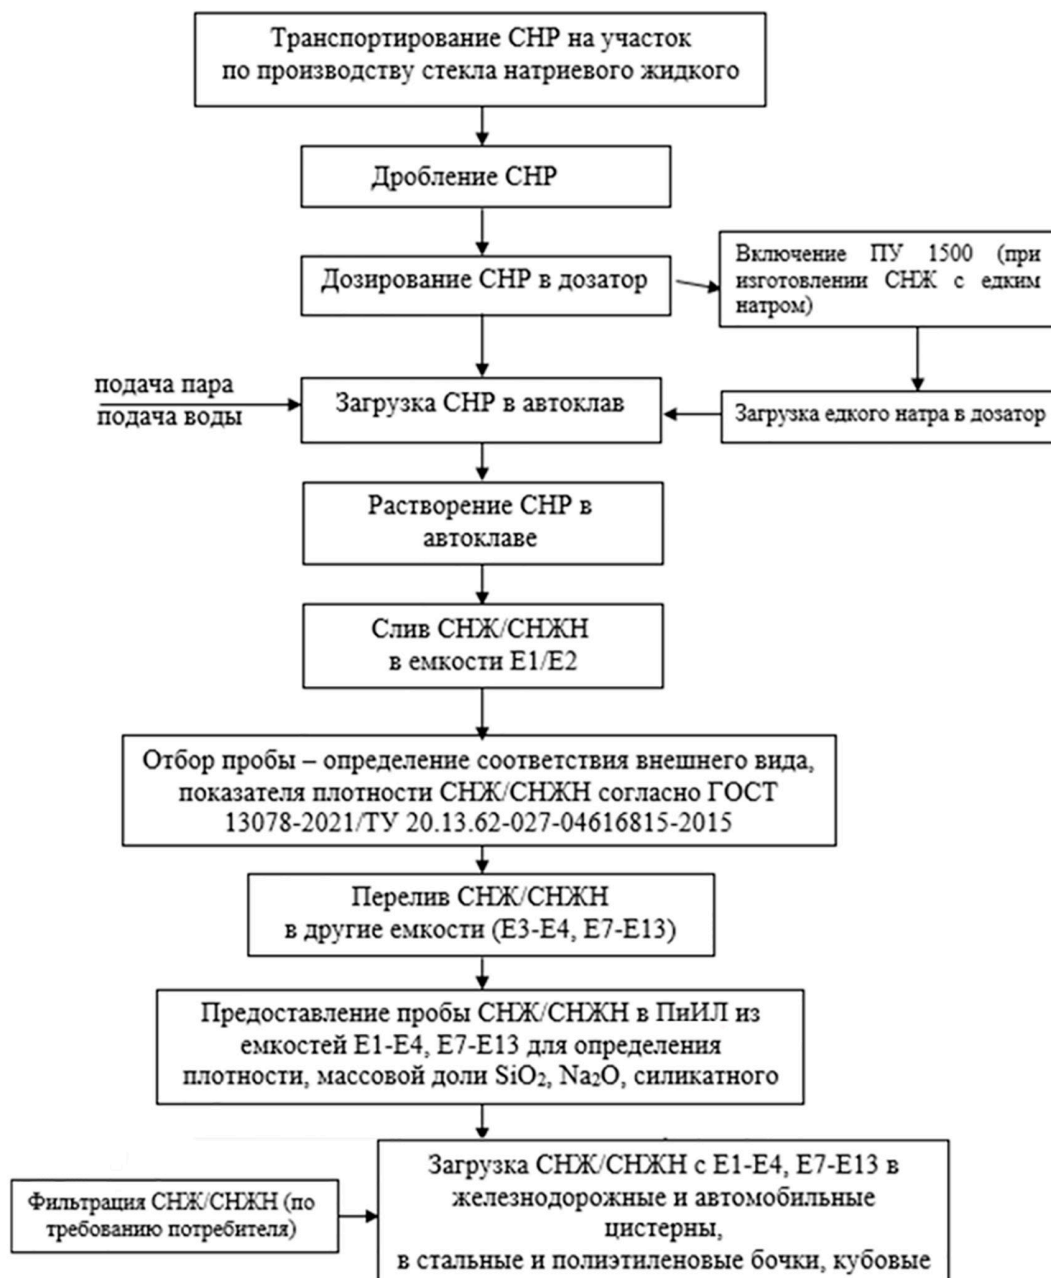 Транспортирование СНР на участок
по производству стекла натриевого жидкого
Дробление СНР
Дозирование СНР в дозатор
Включение ПУ 1500 (при
изготовлении СНЖ с едким
натром)
подача пара
подача воды
Загрузка СНР в автоклав
Загрузка едкого натра в дозатор
Растворение СНР в
автоклаве
Слив СНЖ/СНЖН
в емкости Е1/Е2
Отбор пробы – определение соответствия внешнего вида,
показателя плотности СНЖ/СНЖН согласно ГОСТ
13078-2021/ТУ 20.13.62-027-04616815-2015
Перелив СНЖ/СНЖН
в другие емкости (Е3-Е4, Е7-Е13)
Предоставление пробы СНЖ/СНЖН в ПиИЛ из
емкостей Е1-Е4, Е7-Е13 для определения
плотности, массовой доли SiO₂, Na₂O, силикатного
Фильтрация СНЖ/СНЖН (по
требованию потребителя)
Загрузка СНЖ/СНЖН с Е1-Е4, Е7-Е13 в
железнодорожные и автомобильные
цистерны,
в стальные и полиэтиленовые бочки, кубовые